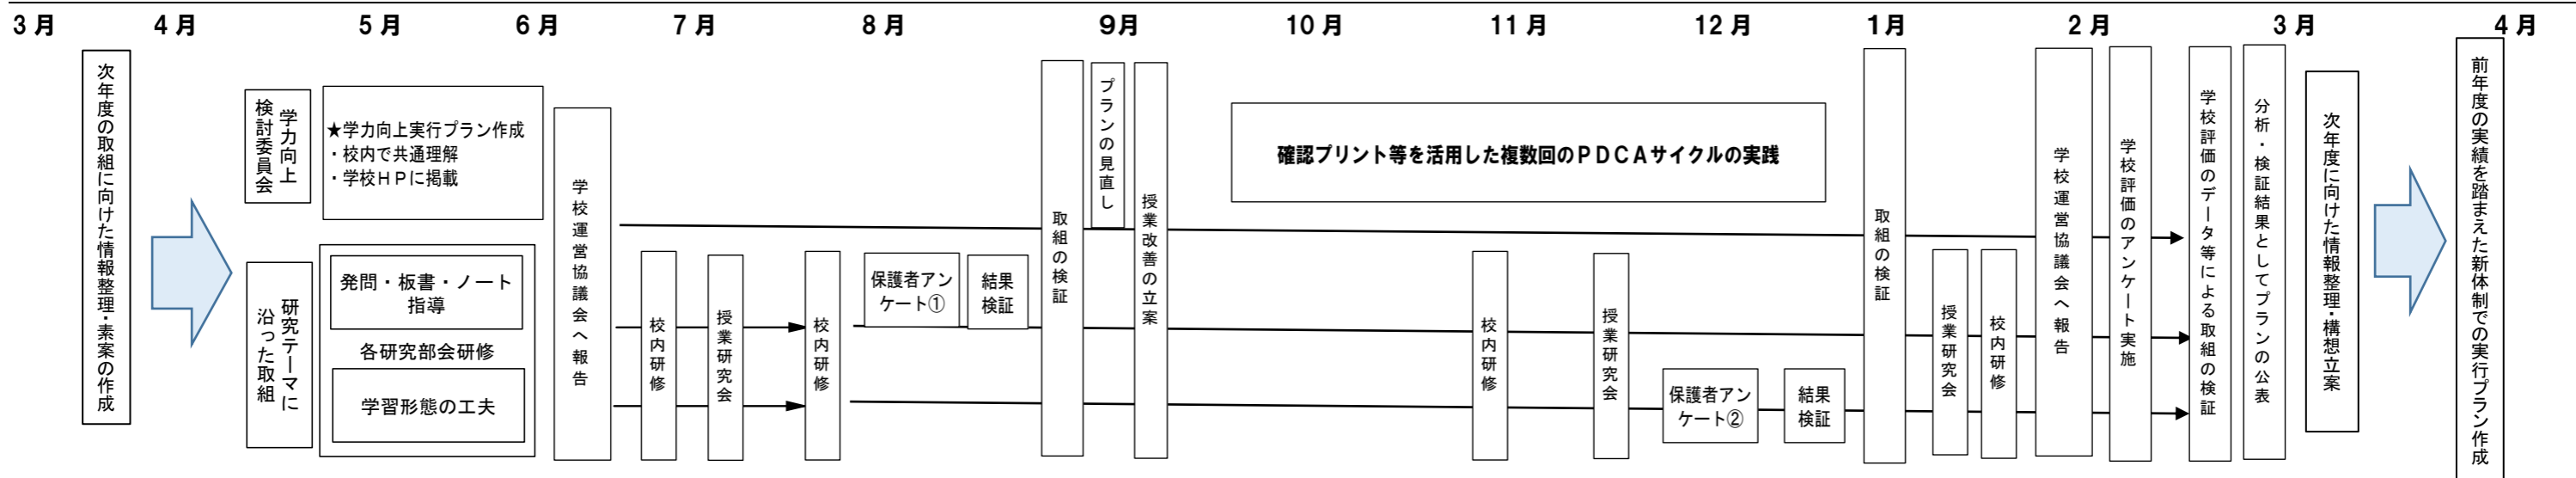 3月 4月 5月 6月 7月 8月 9月 10月 11月 12月 1月 2月 3月 4月
次年度の取組に向けた情報整理・素案の作成
学力向上
検討委員会
★学力向上実行プラン作成
・校内で共通理解
・学校HPに掲載
研究テーマに
沿った取組
発問・板書・ノート
指導
各研究部会研修
学習形態の工夫
学校運営協議会へ報告
校内研修
授業研究会
校内研修
保護者アン
ケート①
結果
検証
取組の検証
プランの見直し
授業改善の立案
確認プリント等を活用した複数回のPDCAサイクルの実践
校内研修
授業研究会
保護者アン
ケート②
結果
検証
取組の検証
授業研究会
校内研修
学校運営協議会へ報告
学校評価のアンケート実施
学校評価のデータ等による取組の検証
分析・検証結果としてプランの公表
次年度に向けた情報整理・構想立案
前年度の実績を踏まえた新体制での実行プラン作成